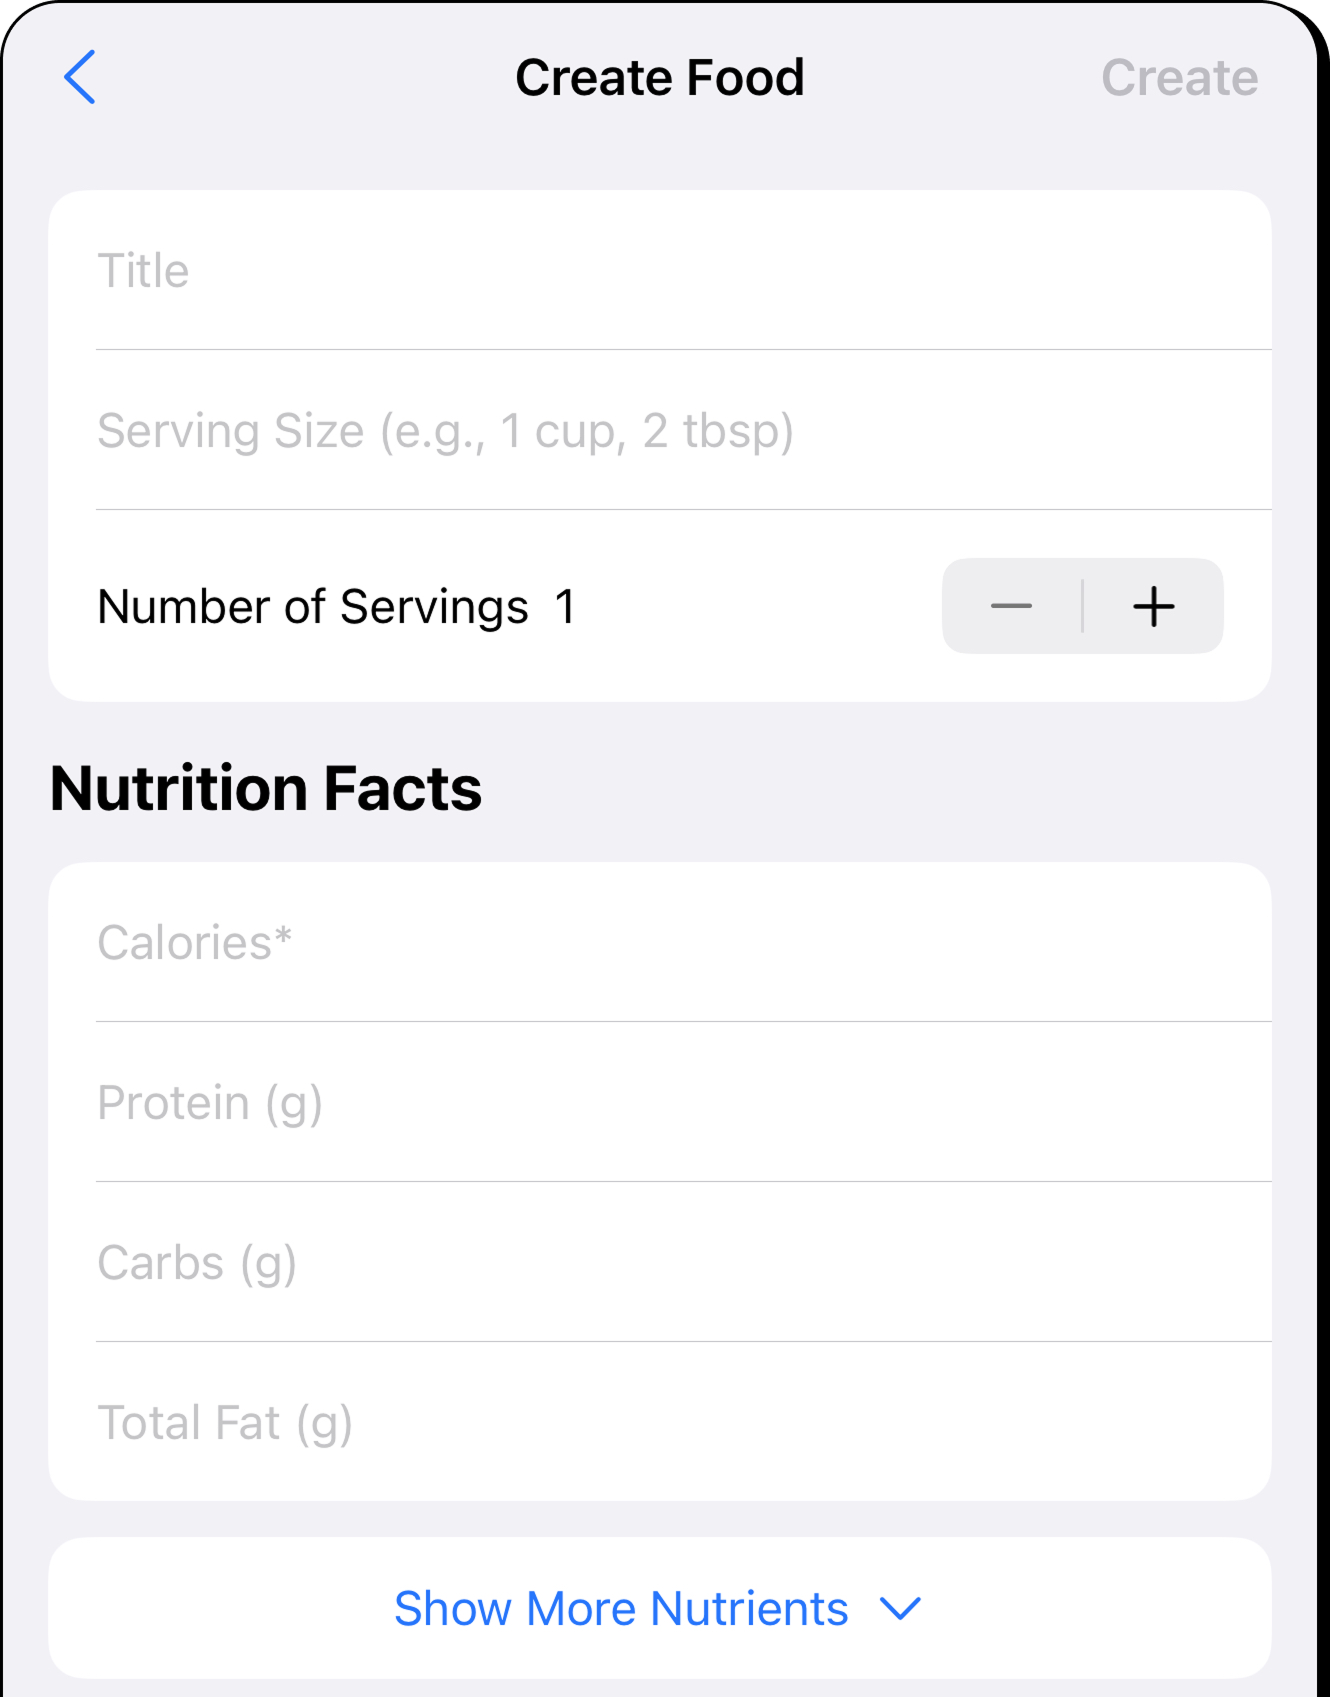 Create Food
Create
Title
Serving Size (e.g., 1 cup, 2 tbsp)
Number of Servings 1
Nutrition Facts
Calories*
Protein (g)
Carbs (g)
Total Fat (g)
Show More Nutrients